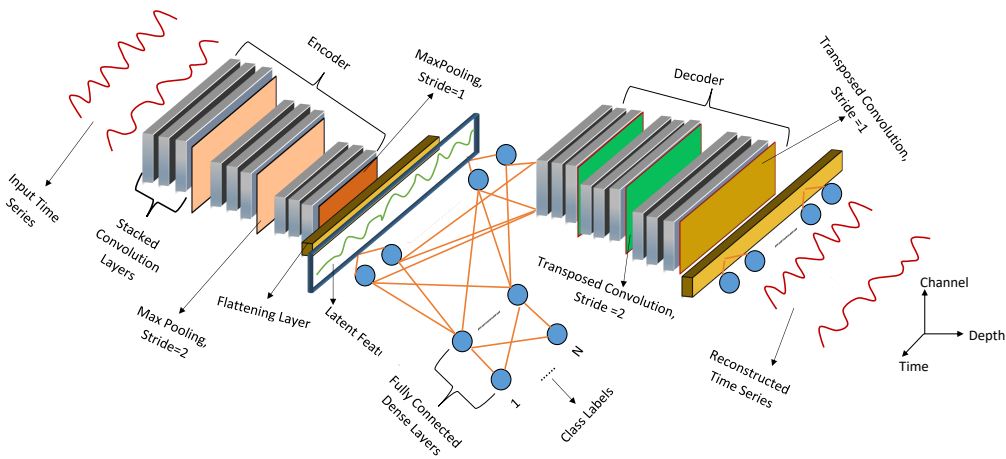 Encoder
MaxPooling,
Stride=1
Decoder
Transposed Convolution,
Stride =1
Input Time
Series
Stacked
Convolution
Layers
Max Pooling,
Stride=2
Flattening Layer
Latent
Transposed Convolution,
Stride =2
Fully Connected
Dense Layers
1
......
N
Class Labels
Reconstructed
Time Series
Channel
Depth
Time